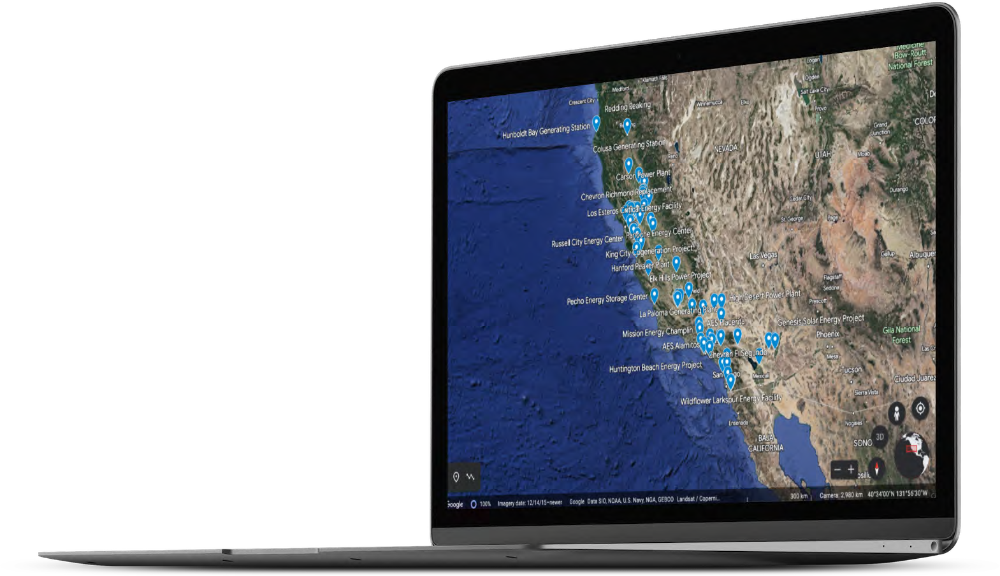 Medicine
Bow-Routt
National Forest
Logan
Ogden
Klamath Falls
Medford
Salt Lake City
Crescent City
Redding Peaking
Winnemucca
Elko
Provo
Humboldt Bay Generating Station
Grand
Junction
COLOR
Colusa Generating Station
Reno
NEVADA
UTAH
Moab
Carson Power Plant
Chevron Richmond Replacement
Durango
Cedar City
Los Esteros Critical Energy Facility
St. George
Page
Panoche Energy Center
Russell City Energy Center
King City Cogeneration Project
Las Vegas
Gallup
Albuquer
Hanford Peaker Plant
Elk Hills Power Project
Flagstaff
Sedona
Pecho Energy Storage Center
High Desert Power Plant
Prescott
La Paloma Generating Plant
AES Placerita
Genesis Solar Energy Project
Mission Energy Champlin
Phoenix
Gila National
Forest
AES Alamitos
Chevron El Segundo
Mesa
Las Cr
Huntington Beach Energy Project
San
go
Mexicali
Tucson
Ciudad Juárez
Sierra Vista
Wildflower Larkspur Energy Facility
Ensenada
Nogales
BAJA
CALIFORNIA
SONO
3D
Google 100% Imagery date: 12/14/15-newer Google Data SIO, NOAA, U.S. Navy, NGA, GEBCO Landsat / Coperni... 300 km Camera: 2,980 km 40°34'00"N 131°56'30"W